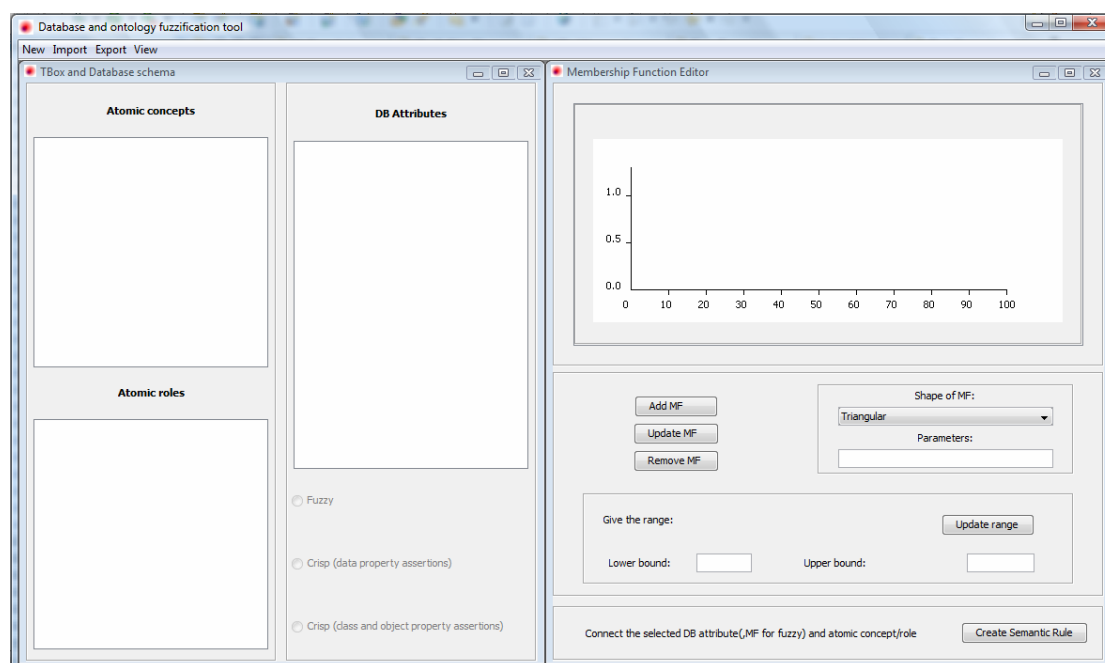 Database and ontology fuzzification tool
New Import Export View
TBox and Database schema
Atomic concepts
DB Attributes
Atomic roles
Fuzzy
Crisp (data property assertions)
Crisp (class and object property assertions)
Membership Function Editor
1.0
0.5
0.0
0 10 20 30 40 50 60 70 80 90 100
Add MF
Update MF
Remove MF
Shape of MF:
Triangular
Parameters:
Give the range:
Update range
Lower bound:
Upper bound:
Connect the selected DB attribute(,MF for fuzzy) and atomic concept/role
Create Semantic Rule